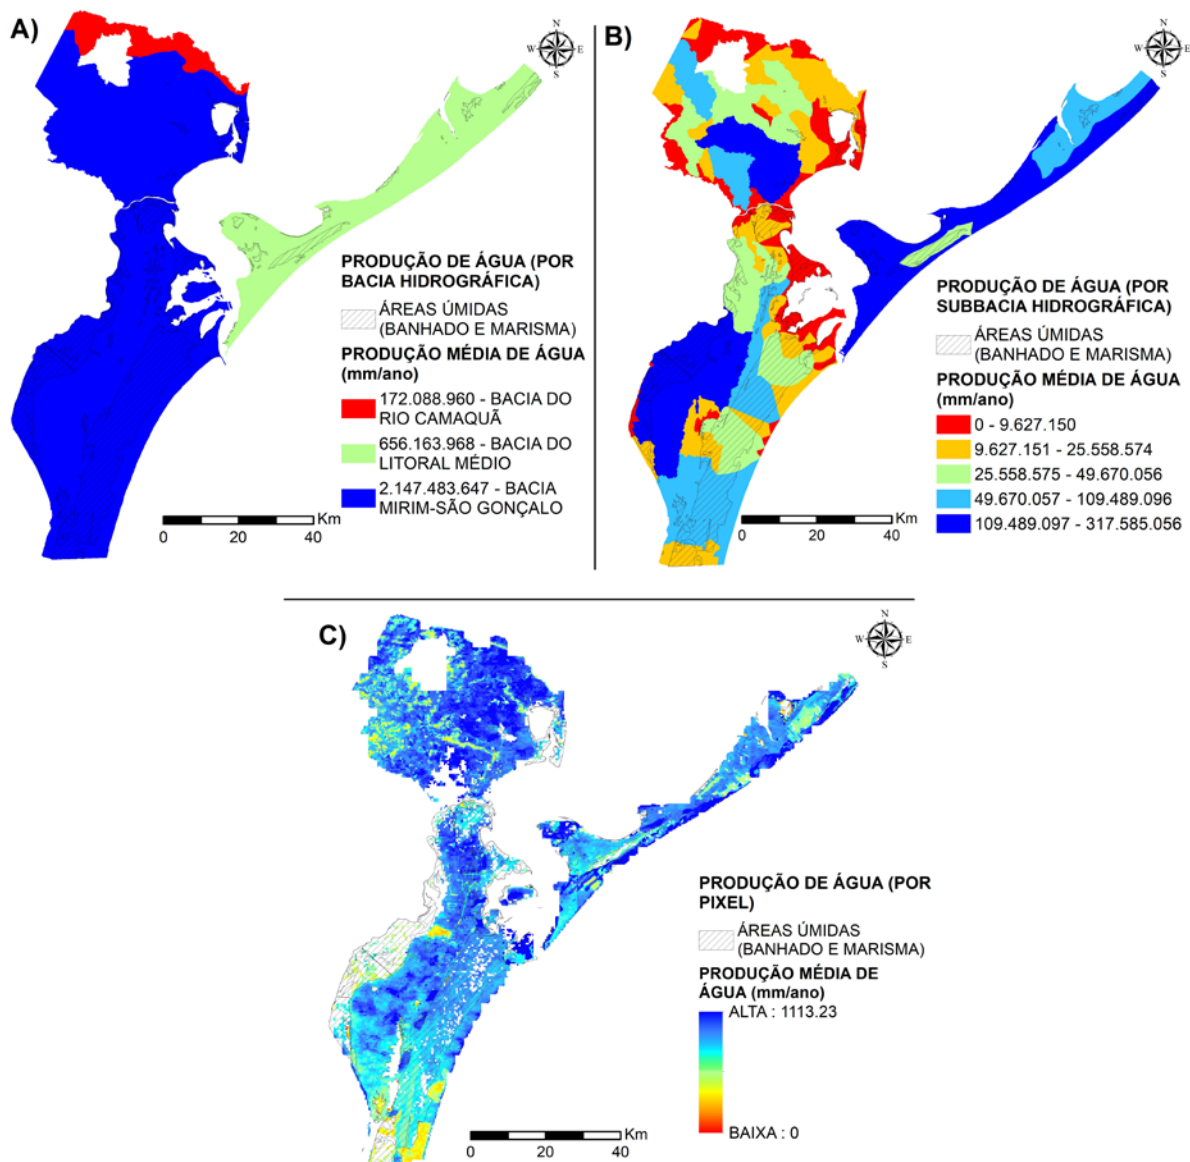 A)
N
W E
S
PRODUÇÃO DE ÁGUA (POR
BACIA HIDROGRÁFICA)
ÁREAS ÚMIDAS
(BANHADO E MARISMA)
PRODUÇÃO MÉDIA DE ÁGUA
(mm/ano)
172.088.960 - BACIA DO
RIO CAMAQUÃ
656.163.968 - BACIA DO
LITORAL MÉDIO
2.147.483.647 - BACIA
MIRIM-SÃO GONÇALO
Km
0 20 40
B)
N
W E
S
PRODUÇÃO DE ÁGUA (POR
SUBBACIA HIDROGRÁFICA)
ÁREAS ÚMIDAS
(BANHADO E MARISMA)
PRODUÇÃO MÉDIA DE ÁGUA
(mm/ano)
0 - 9.627.150
9.627.151 - 25.558.574
25.558.575 - 49.670.056
49.670.057 - 109.489.096
109.489.097 - 317.585.056
Km
0 20 40
C)
N
W E
S
PRODUÇÃO DE ÁGUA (POR
PIXEL)
ÁREAS ÚMIDAS
(BANHADO E MARISMA)
PRODUÇÃO MÉDIA DE
ÁGUA (mm/ano)
ALTA : 1113.23
BAIXA : 0
Km
0 20 40